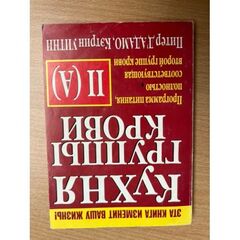 ЭТА КНИГА ИЗМЕНИТ ВАШУ ЖИЗНЬ!
КУХНЯ
ГРУППЫ
КРОВИ
II (A)
Программа питания,
полностью
соответствующая
второй группе крови
Питер Д'АДАМО, Кэтрин УИТНИ